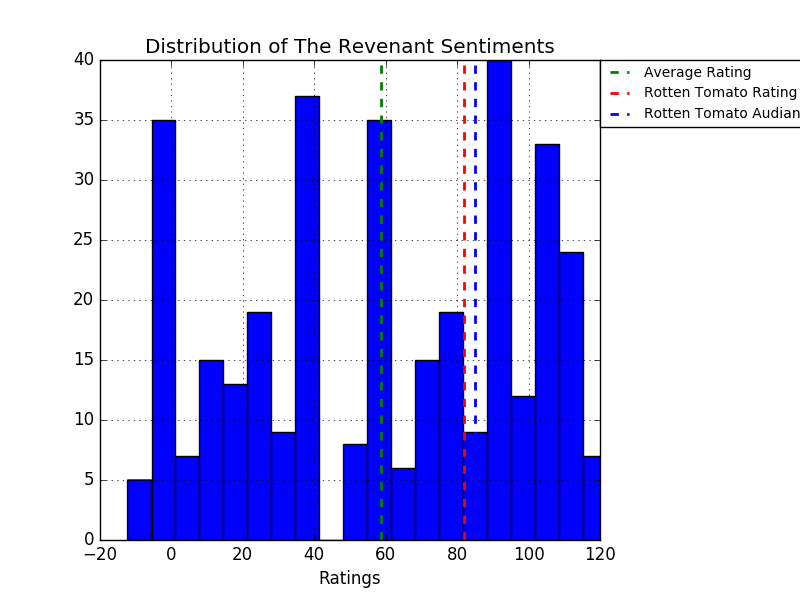 Distribution of The Revenant Sentiments
Average Rating
Rotten Tomato Rating
Rotten Tomato Audian
40
35
30
25
20
15
10
5
0
−20 0 20 40 60 80 100 120
Ratings